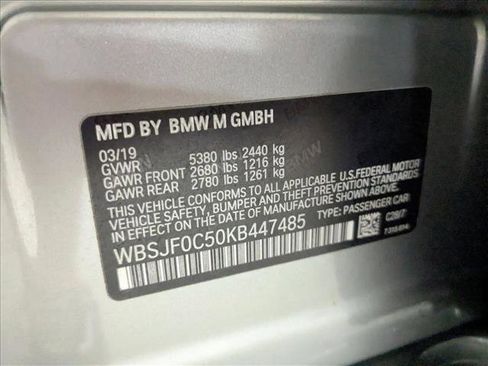 MFD BY BMW M GMBH
03/19
GVWR 5380 lbs 2440 kg
GAWR FRONT 2680 lbs 1216 kg
GAWR REAR 2780 lbs 1261 kg
THIS VEHICLE CONFORMS TO ALL APPLICABLE U.S.FEDERAL MOTOR
VEHICLE SAFETY, BUMPER, AND THEFT PREVENTION STANDARDS IN
EFFECT ON THE DATE OF MANUFACTURE SHOWN ABOVE.
WBSJF0C50KB447485 TYPE: PASSENGER CAR
C28/7